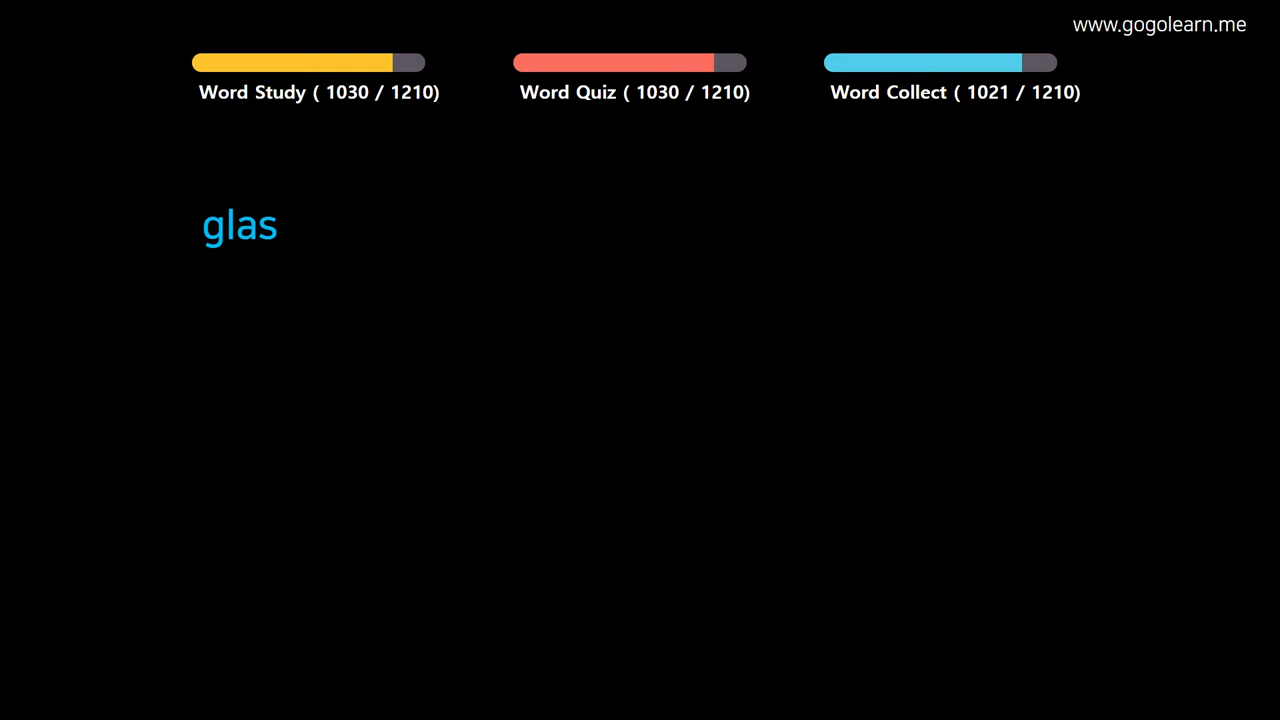 www.gogolearn.me
Word Study ( 1030 / 1210)
Word Quiz ( 1030 / 1210)
Word Collect ( 1021 / 1210)
glas